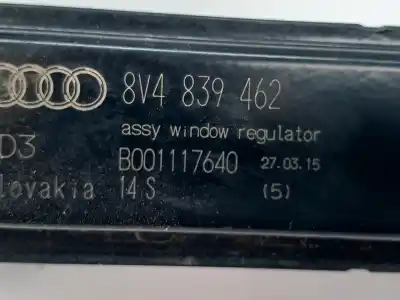 8V4 839 462
assy window regulator
D3 B001117640 27.03.15
lovakia 14 S (5)